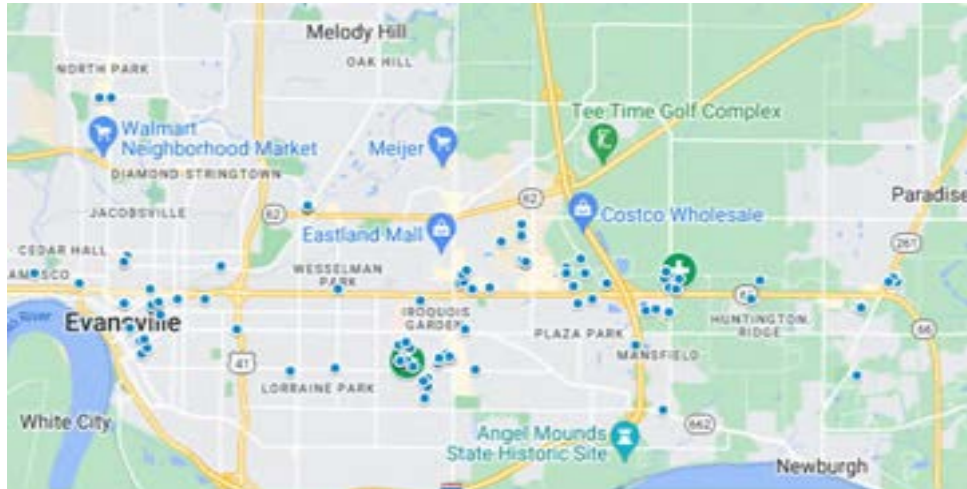 Melody Hill
OAK HILL
NORTH PARK
Tee Time Golf Complex
Walmart
Neighborhood Market
Meijer
DIAMOND-STRINGTOWN
62
Paradise
JACOBSVILLE
62
Costco Wholesale
Eastland Mall
261
CEDAR HALL
AMASCO
WESSELMAN
PARK
River
Evansville
IROQUOIS
GARDEN
PLAZA PARK
HUNTINGTON
RIDGE
66
MANSFIELD
41
LORRAINE PARK
White City
662
Angel Mounds
State Historic Site
Newburgh